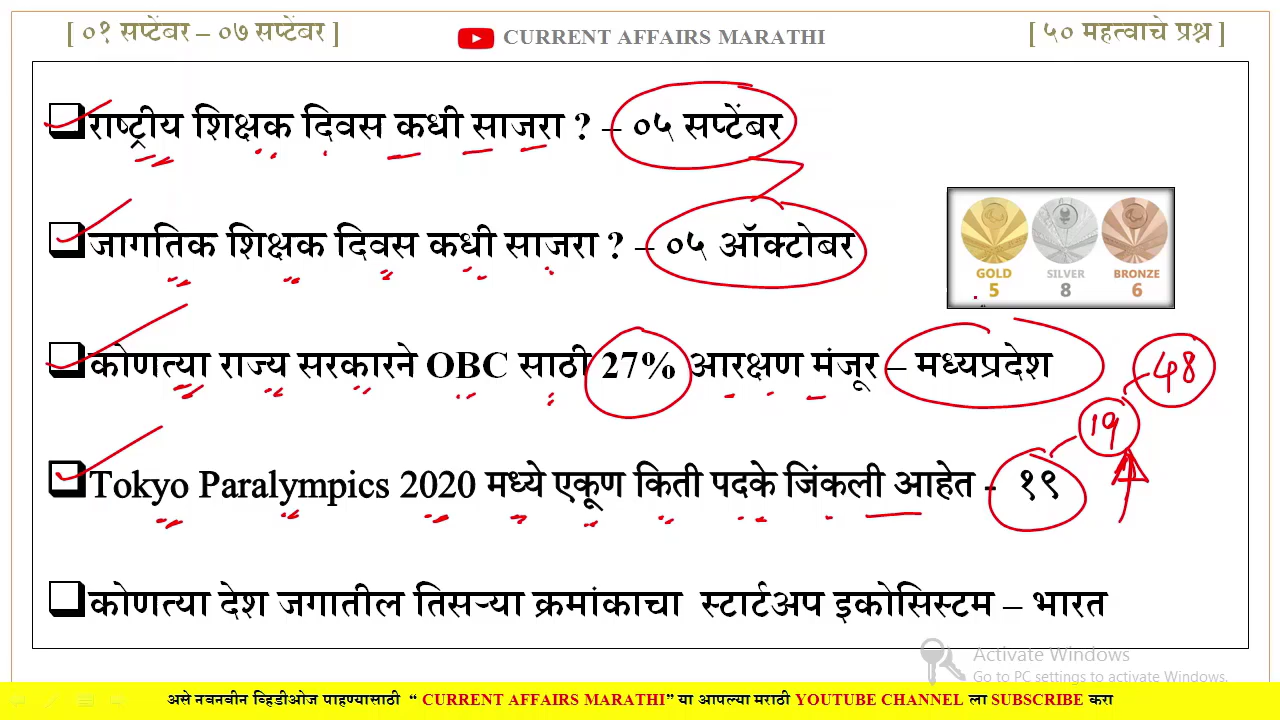 [ ०१ सप्टेंबर – ०७ सप्टेंबर ]
CURRENT AFFAIRS MARATHI
[ ५० महत्वाचे प्रश्न ]
राष्ट्रीय शिक्षक दिवस कधी साजरा ? – ०५ सप्टेंबर
जागतिक शिक्षक दिवस कधी साजरा ? – ०५ ऑक्टोबर
GOLD SILVER BRONZE
5 8 6
कोणत्या राज्य सरकारने OBC साठी 27% आरक्षण मंजूर – मध्यप्रदेश
48
19
Tokyo Paralympics 2020 मध्ये एकूण किती पदके जिंकली आहेत - १९
कोणत्या देश जगातील तिसऱ्या क्रमांकाचा स्टार्टअप इकोसिस्टम – भारत
Activate Windows
Go to PC settings to activate Windows.
असे नवनवीन व्हिडीओज पाहण्यासाठी “ CURRENT AFFAIRS MARATHI” या आपल्या मराठी YOUTUBE CHANNEL ला SUBSCRIBE करा